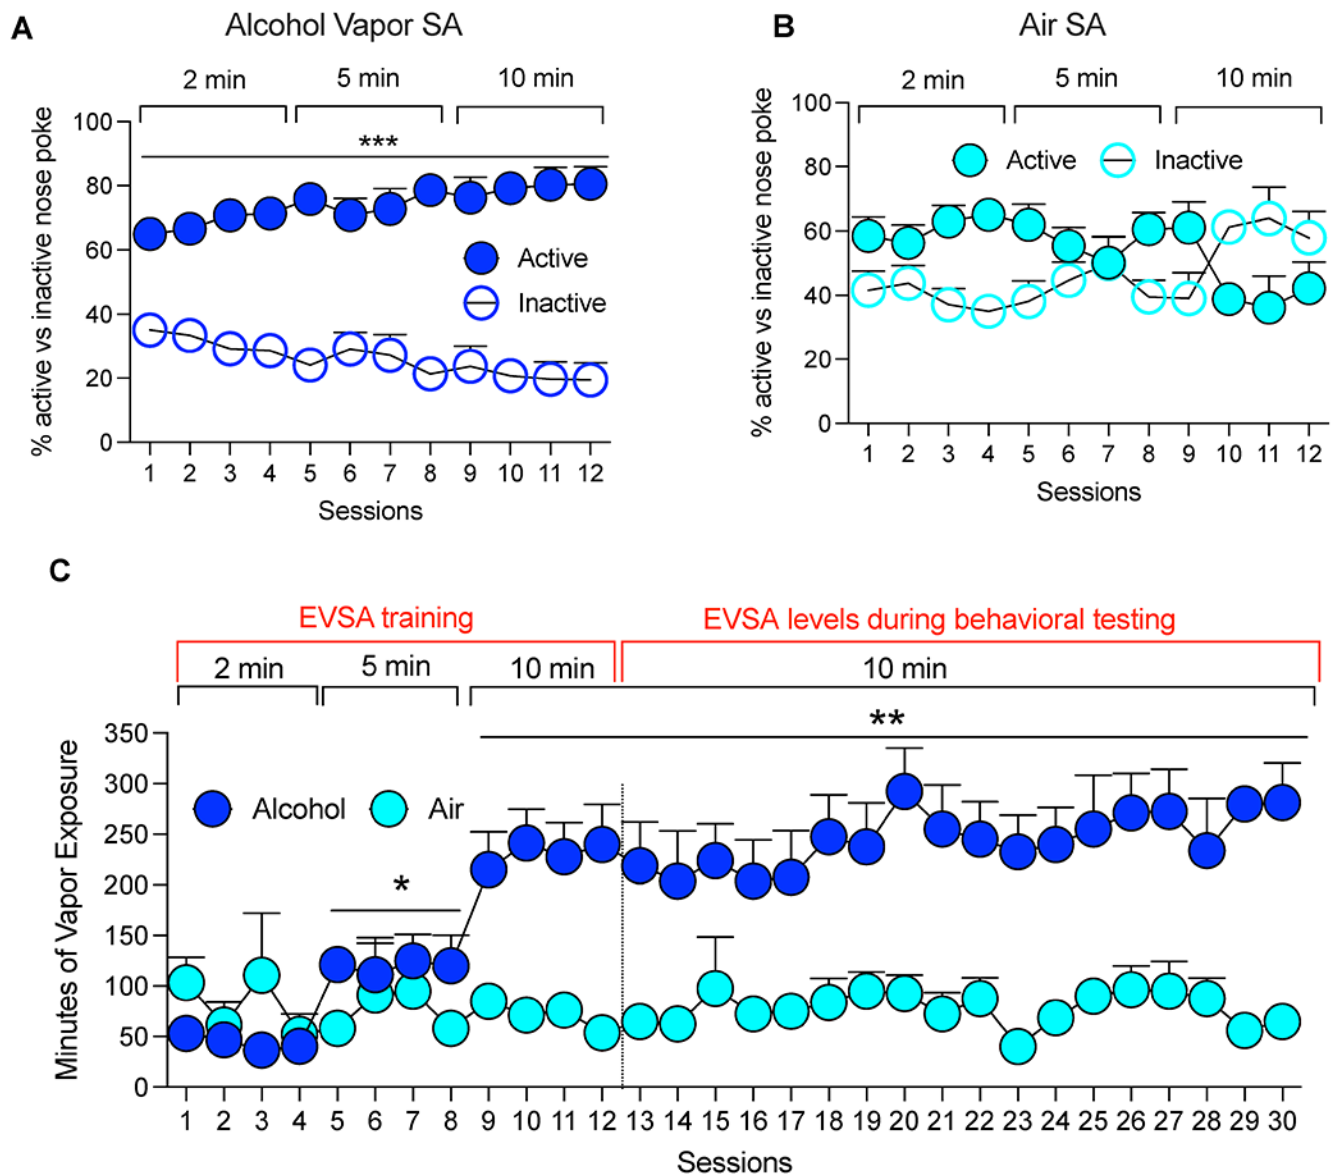 A
Alcohol Vapor SA
2 min 5 min 10 min
***
% active vs inactive nose poke
100
80
60
40
20
0
Active
Inactive
1 2 3 4 5 6 7 8 9 10 11 12
Sessions
B
Air SA
2 min 5 min 10 min
% active vs inactive nose poke
100
80
60
40
20
0
Active Inactive
1 2 3 4 5 6 7 8 9 10 11 12
Sessions
C
EVSA training EVSA levels during behavioral testing
2 min 5 min 10 min 10 min
**
Minutes of Vapor Exposure
350
300
250
200
150
100
50
0
Alcohol Air
*
1 2 3 4 5 6 7 8 9 10 11 12 13 14 15 16 17 18 19 20 21 22 23 24 25 26 27 28 29 30
Sessions